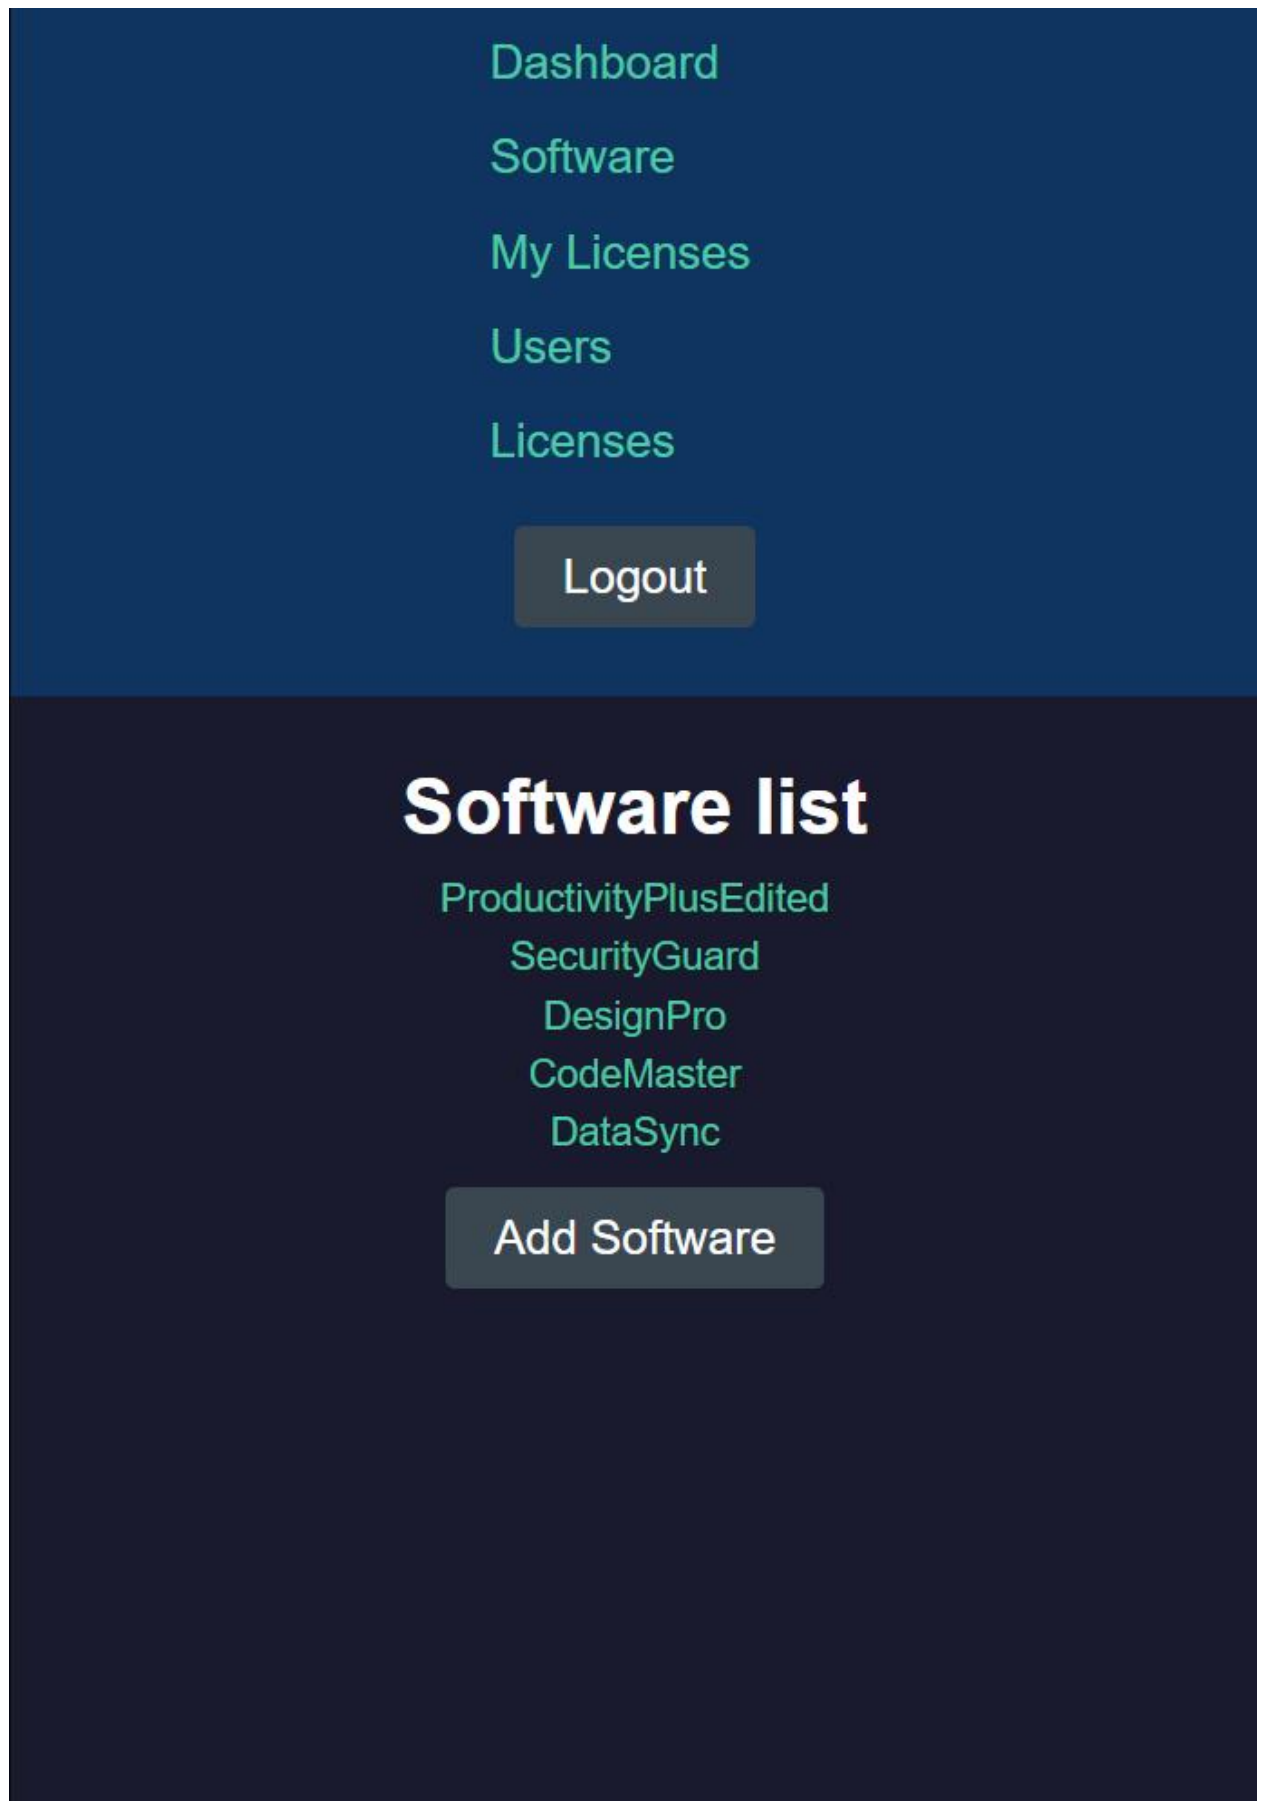 Dashboard
Software
My Licenses
Users
Licenses
Logout
Software list
ProductivityPlusEdited
SecurityGuard
DesignPro
CodeMaster
DataSync
Add Software